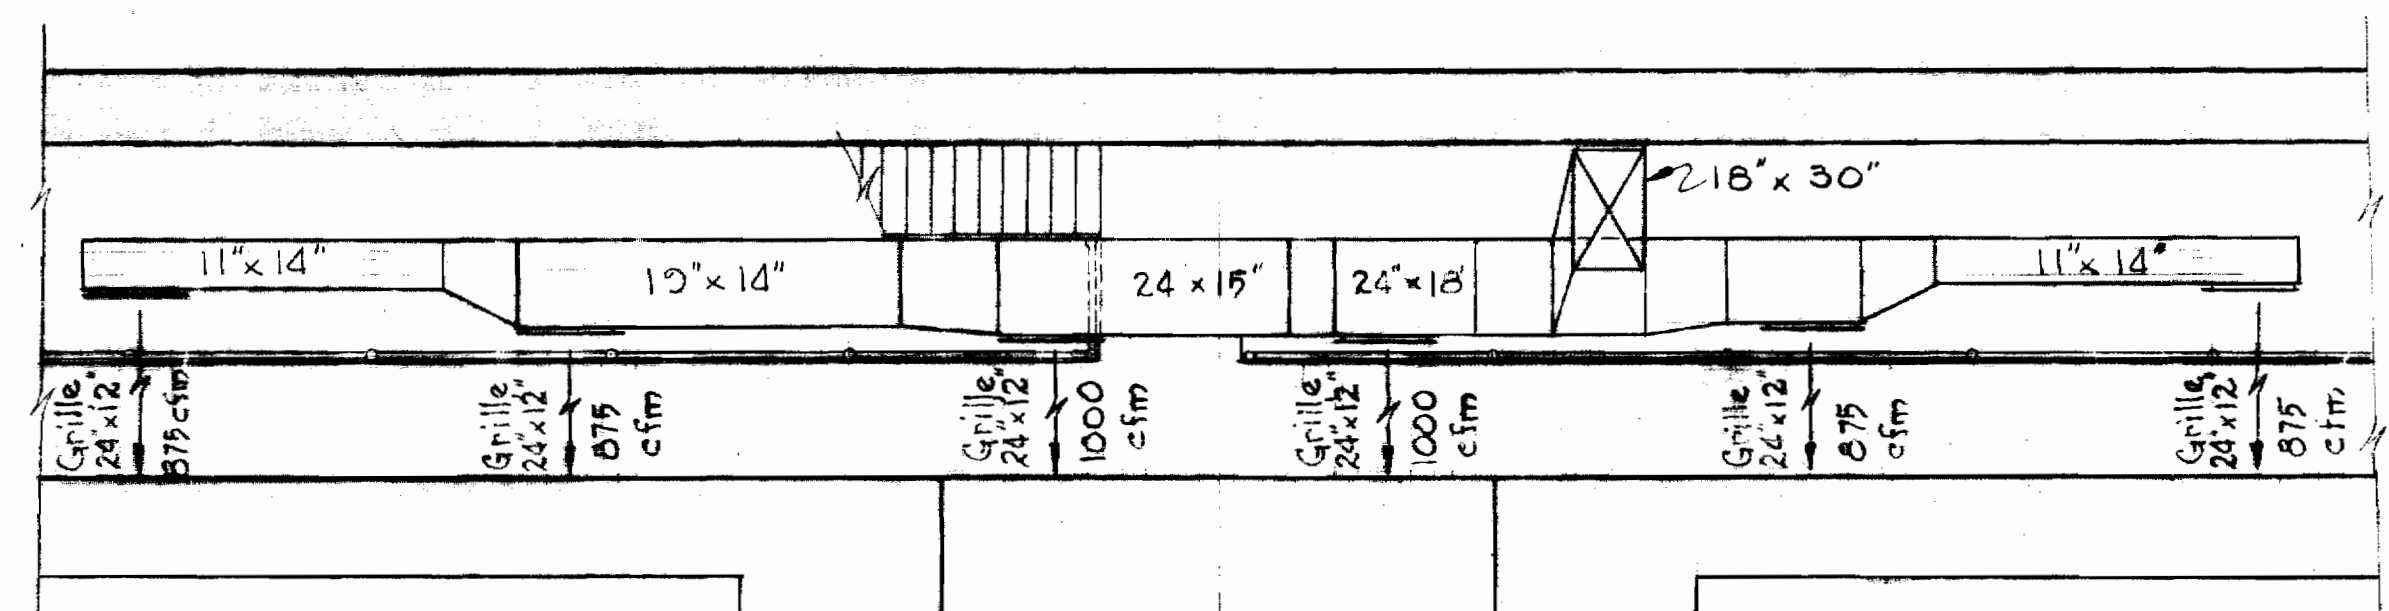 18" x 30"
11" x 14"
19" x 14"
24 x 15"
24" x 18'
11" x 14"
Grille
24" x 12"
875 cfm
Grille
24" x 12"
875
cfm
Grille
24" x 12"
1000
cfm
Grille
24" x 12"
1000
cfm
Grille
24" x 12"
875
cfm
Grille
24" x 12"
875
cfm